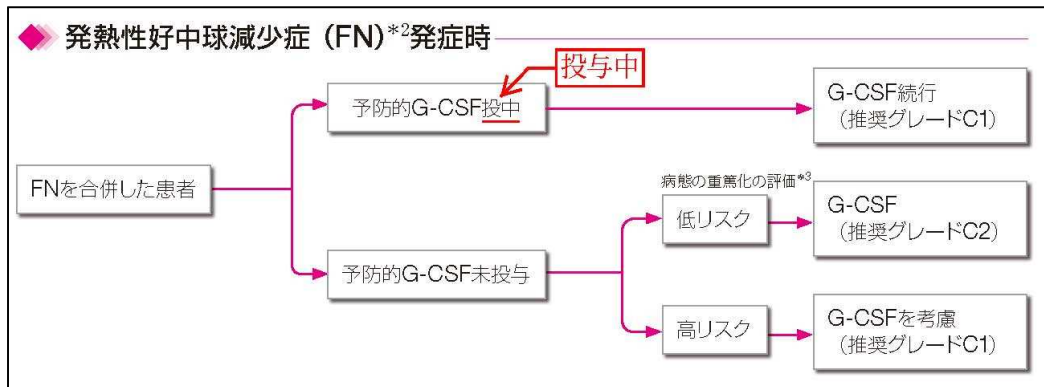 発熱性好中球減少症（FN）*2発症時
投与中
予防的G-CSF投中
G-CSF続行
（推奨グレードC1）
FNを合併した患者
病態の重篤化の評価*3
低リスク
G-CSF
（推奨グレードC2）
予防的G-CSF未投与
高リスク
G-CSFを考慮
（推奨グレードC1）